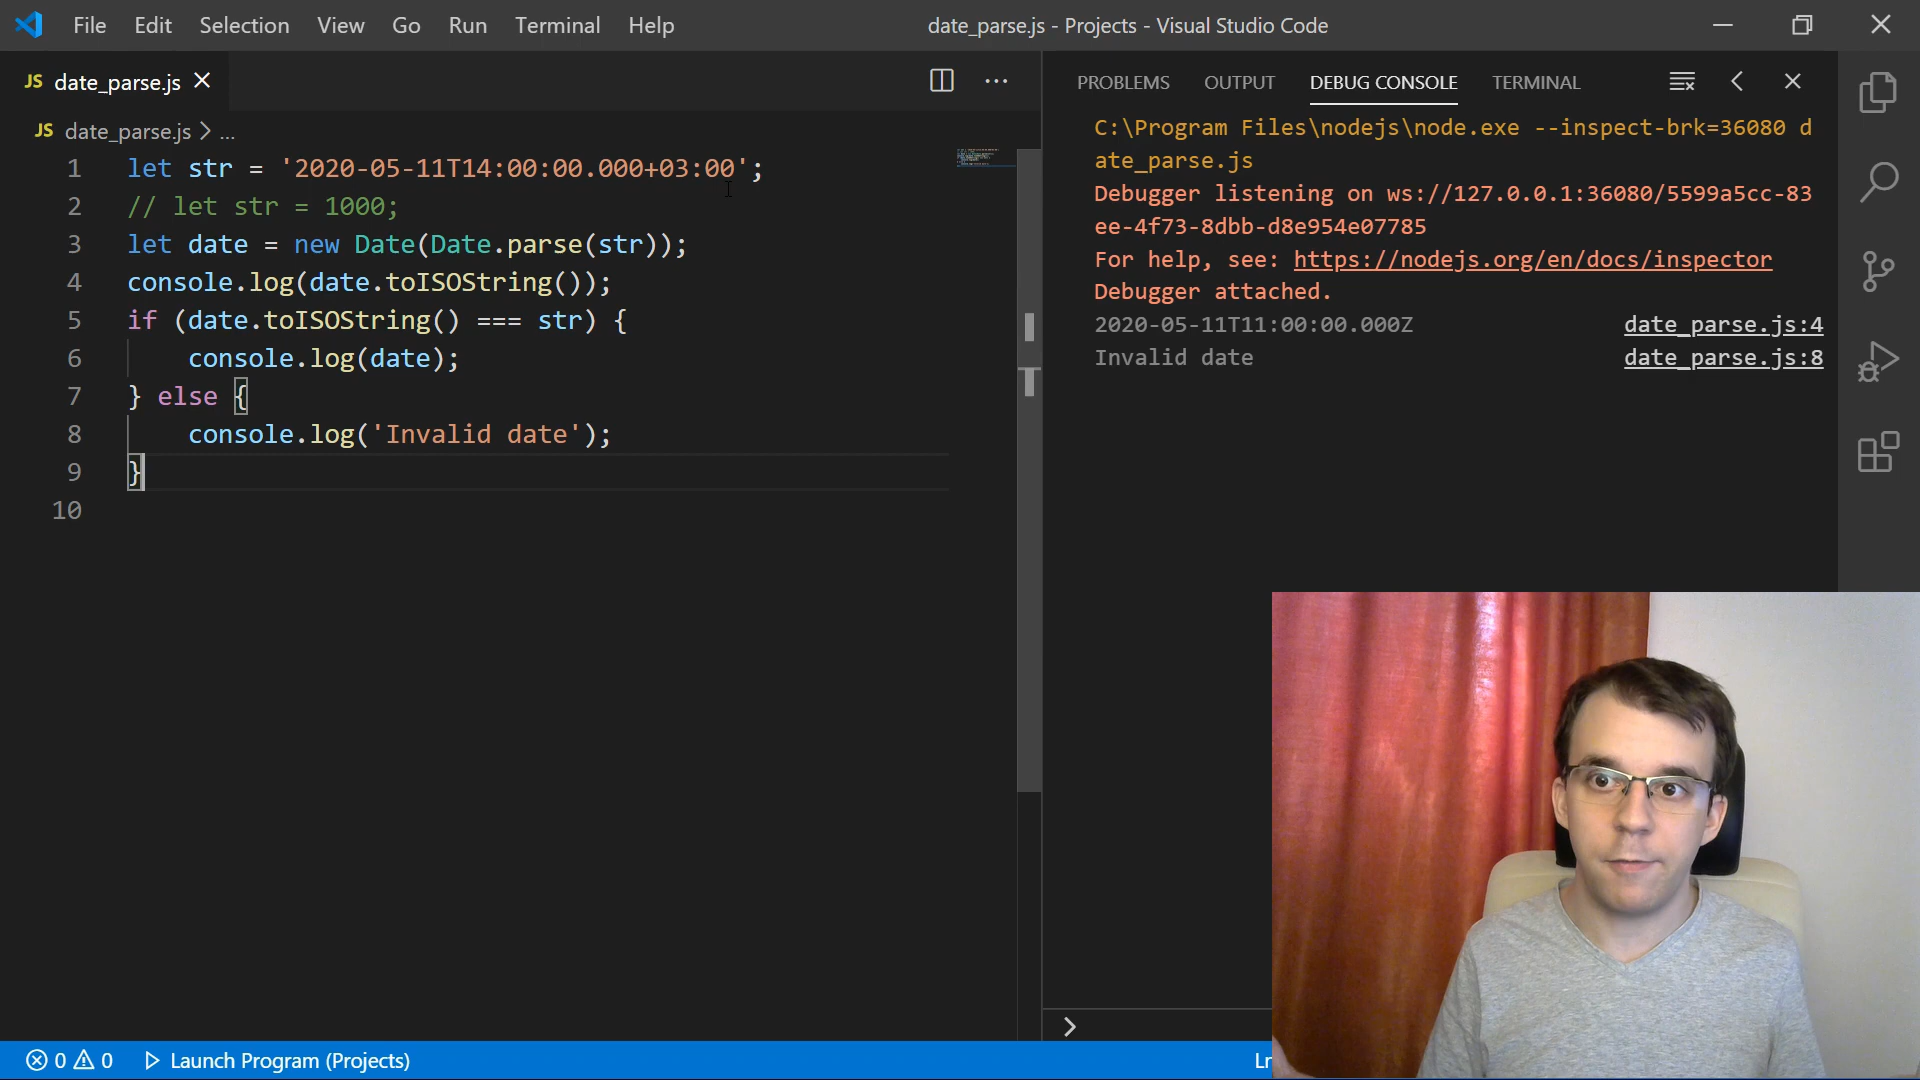 File Edit Selection View Go Run Terminal Help
date_parse.js - Projects - Visual Studio Code
JS date_parse.js
JS date_parse.js > ...
1 let str = '2020-05-11T14:00:00.000+03:00';
2 // let str = 1000;
3 let date = new Date(Date.parse(str));
4 console.log(date.toISOString());
5 if (date.toISOString() === str) {
6 console.log(date);
7 } else {
8 console.log('Invalid date');
9 }
10
PROBLEMS OUTPUT DEBUG CONSOLE TERMINAL
C:\Program Files\nodejs\node.exe --inspect-brk=36080 d
ate_parse.js
Debugger listening on ws://127.0.0.1:36080/5599a5cc-83
ee-4f73-8dbb-d8e954e07785
For help, see: https://nodejs.org/en/docs/inspector
Debugger attached.
2020-05-11T11:00:00.000Z date_parse.js:4
Invalid date date_parse.js:8
0 0 Launch Program (Projects)
Ln